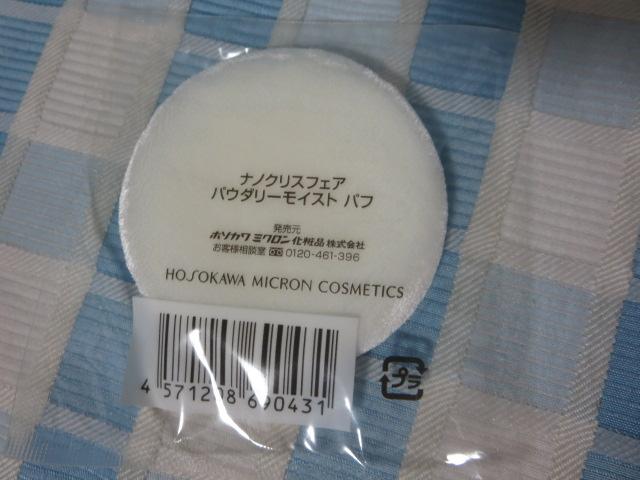 ナノクリスフェア
パウダリーモイスト パフ
発売元
ホソカワ ミクロン 化粧品 株式会社
お客様相談室 0120-461-396
HOSOKAWA MICRON COSMETICS
4 571298 690431
プラ